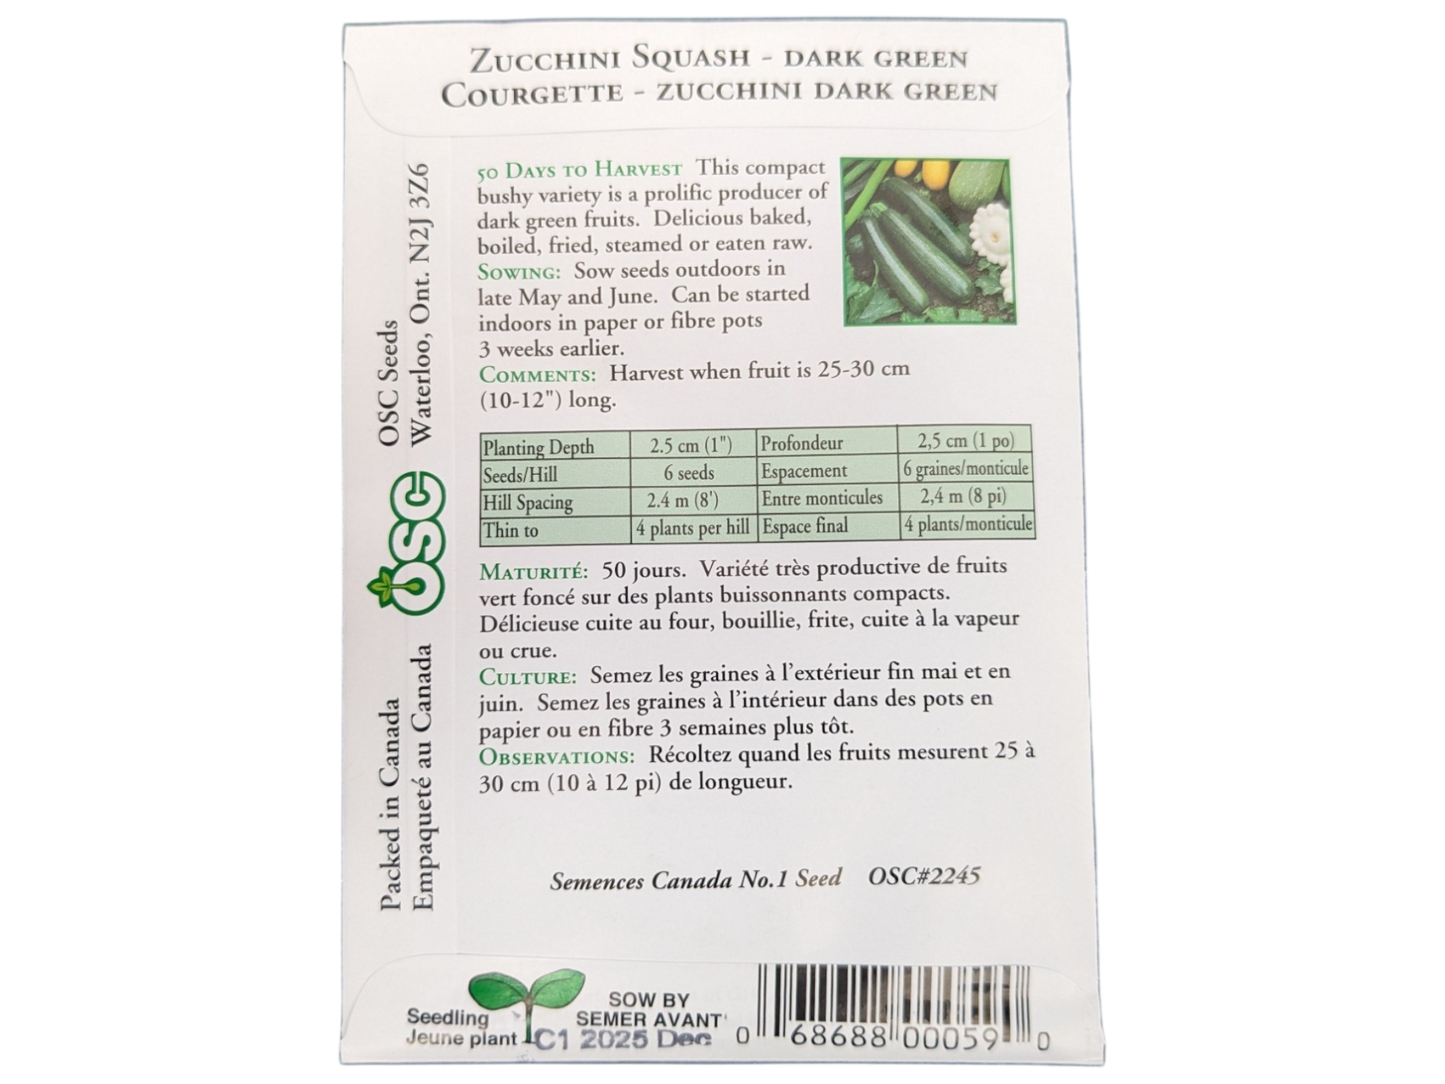 ZUCCHINI SQUASH - DARK GREEN
COURGETTE - ZUCCHINI DARK GREEN
50 DAYS TO HARVEST This compact
bushy variety is a prolific producer of
dark green fruits. Delicious baked,
boiled, fried, steamed or eaten raw.
SOWING: Sow seeds outdoors in
late May and June. Can be started
indoors in paper or fibre pots
3 weeks earlier.
COMMENTS: Harvest when fruit is 25-30 cm
(10-12") long.
Planting Depth 2.5 cm (1") Profondeur 2,5 cm (1 po)
Seeds/Hill 6 seeds Espacement 6 graines/monticule
Hill Spacing 2.4 m (8') Entre monticules 2,4 m (8 pi)
Thin to 4 plants per hill Espace final 4 plants/monticule
MATURITÉ: 50 jours. Variété très productive de fruits
vert foncé sur des plants buissonnants compacts.
Délicieuse cuite au four, bouillie, frite, cuite à la vapeur
ou crue.
CULTURE: Semez les graines à l'extérieur fin mai et en
juin. Semez les graines à l'intérieur dans des pots en
papier ou en fibre 3 semaines plus tôt.
OBSERVATIONS: Récoltez quand les fruits mesurent 25 à
30 cm (10 à 12 pi) de longueur.
Semences Canada No.1 Seed OSC#2245
OSC Seeds
Waterloo, Ont. N2J 3Z6
OSC
Packed in Canada
Empaqueté au Canada
Seedling
Jeune plant
SOW BY
SEMER AVANT
C1 2025 Dec
0 68688 00059 0